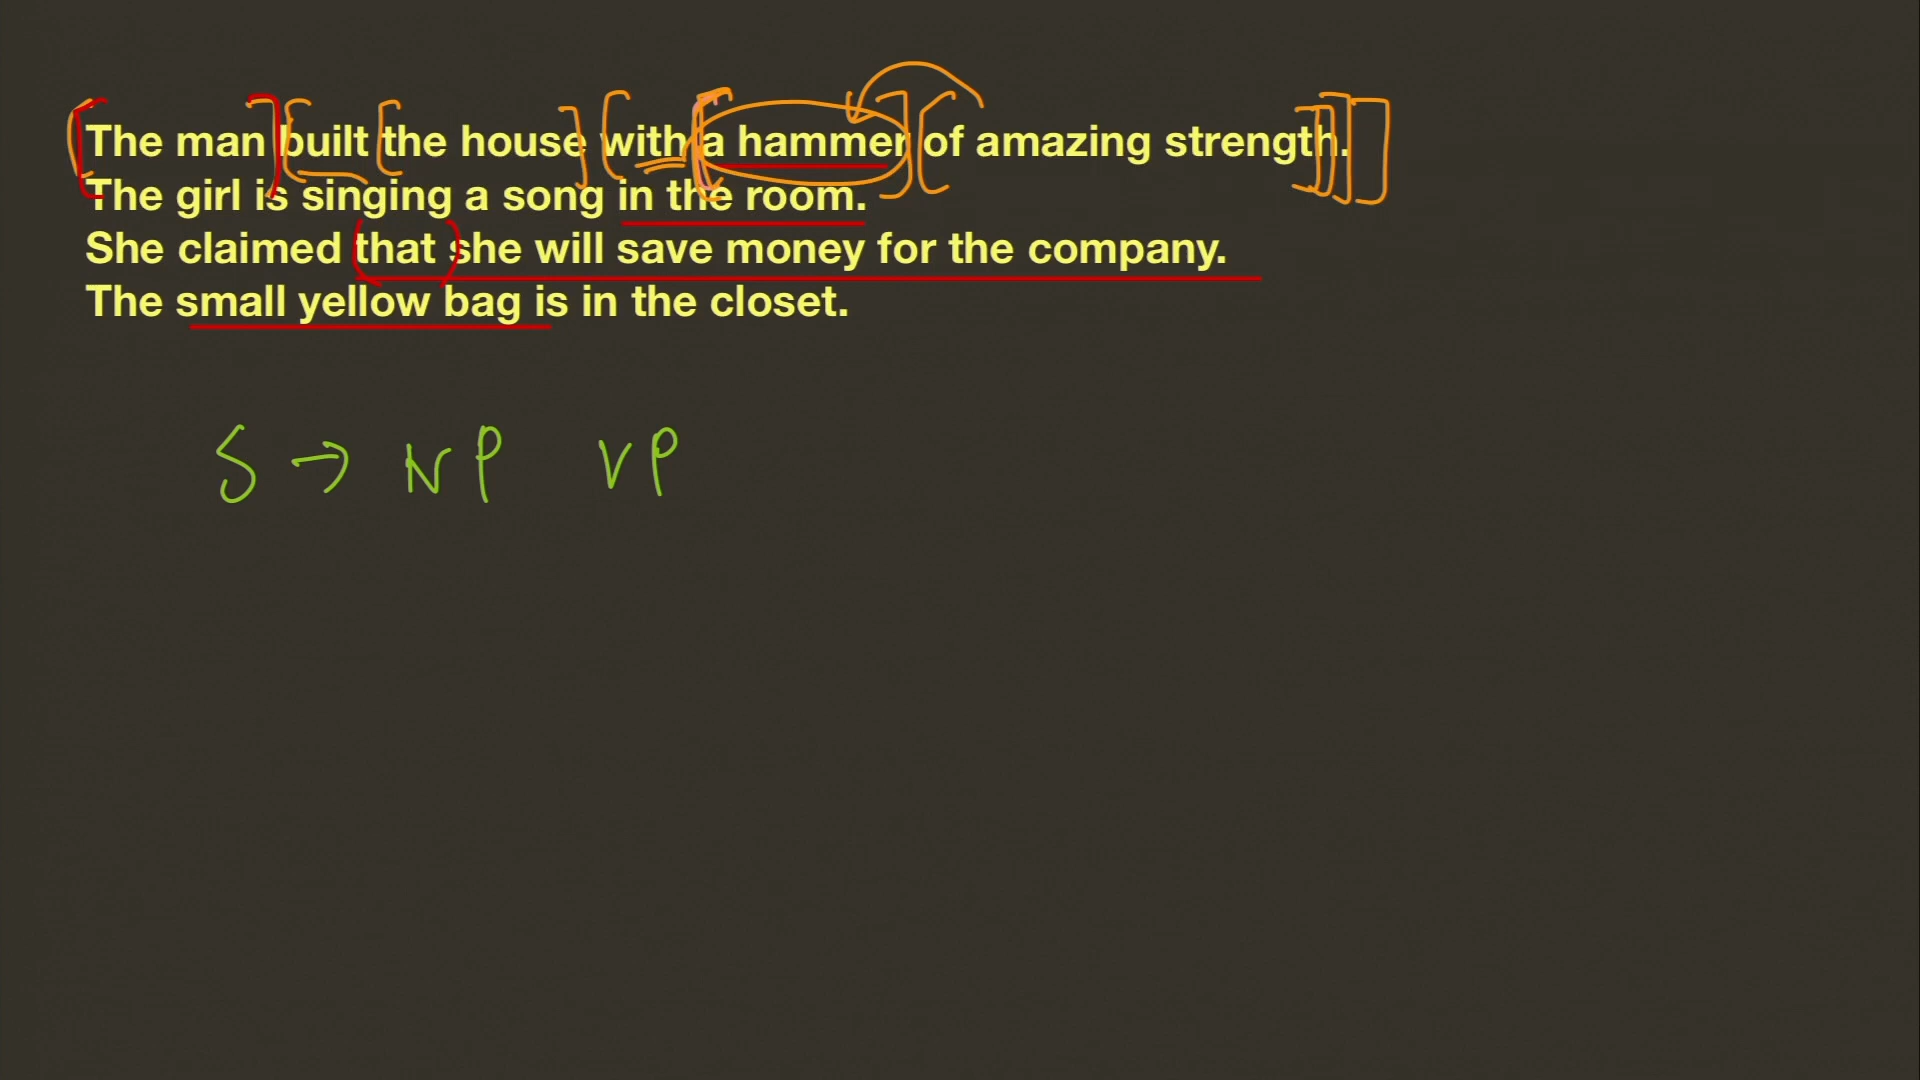 The man built the house with a hammer of amazing strength.
The girl is singing a song in the room.
She claimed that she will save money for the company.
The small yellow bag is in the closet.
S → NP VP